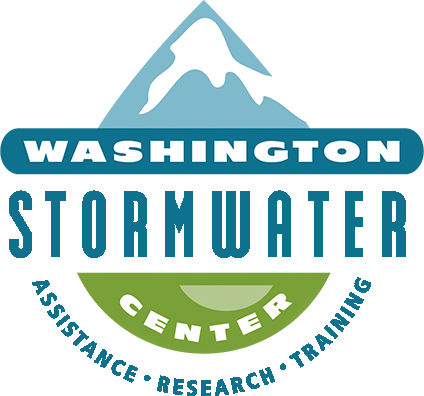 WASHINGTON
STORMWATER
CENTER
ASSISTANCE • RESEARCH • TRAINING